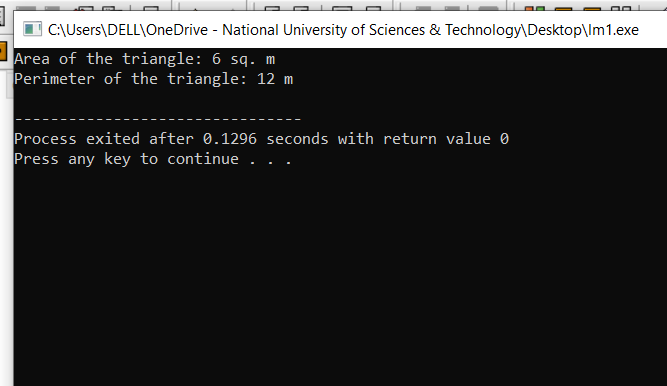 C:\Users\DELL\OneDrive - National University of Sciences & Technology\Desktop\lm1.exe
Area of the triangle: 6 sq. m
Perimeter of the triangle: 12 m
--------------------------------
Process exited after 0.1296 seconds with return value 0
Press any key to continue . . .